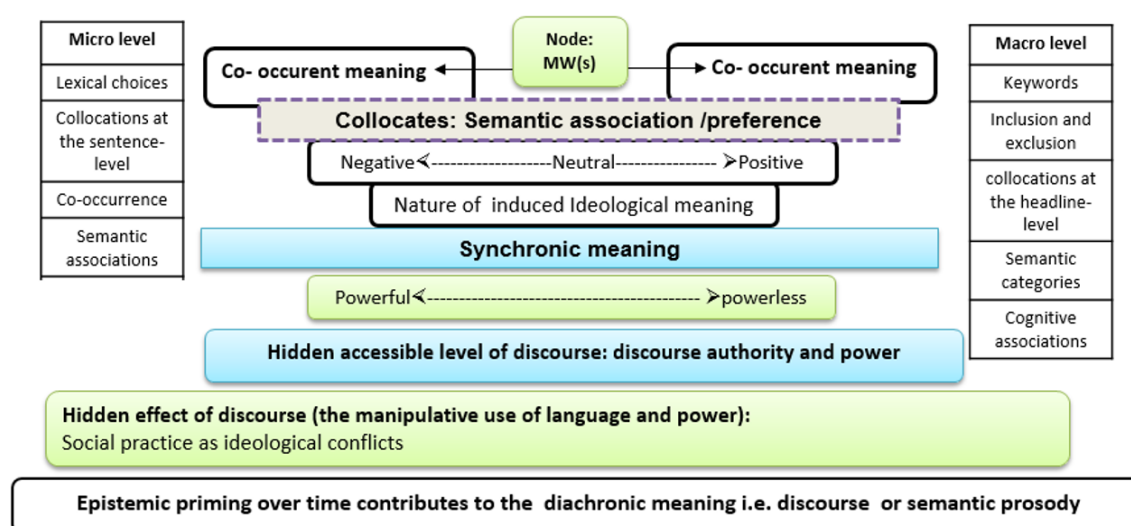 Micro level
Lexical choices
Collocations at
the sentence-
level
Co-occurrence
Semantic
associations
Node:
MW(s)
Co- occurent meaning
Co- occurent meaning
Collocates: Semantic association /preference
Negative<-------------------Neutral---------------- >Positive
Nature of induced Ideological meaning
Synchronic meaning
Powerful<------------------------------------------- >powerless
Hidden accessible level of discourse: discourse authority and power
Macro level
Keywords
Inclusion and
exclusion
collocations at
the headline-
level
Semantic
categories
Cognitive
associations
Hidden effect of discourse (the manipulative use of language and power):
Social practice as ideological conflicts
Epistemic priming over time contributes to the diachronic meaning i.e. discourse or semantic prosody